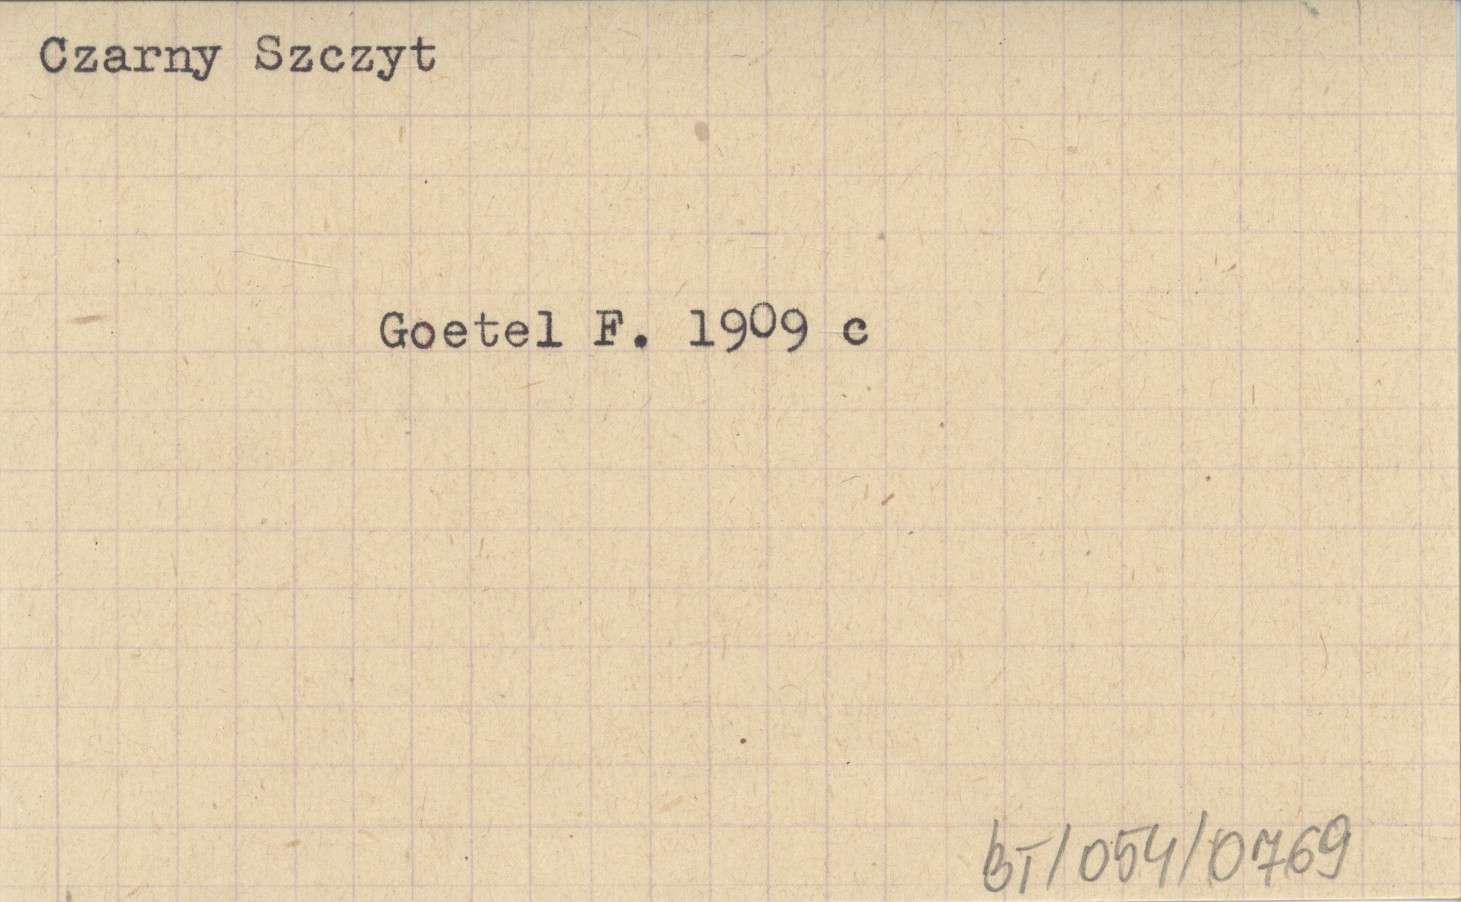 Czarny Szczyt
Goetel F. 1909 c
BT/054/0769